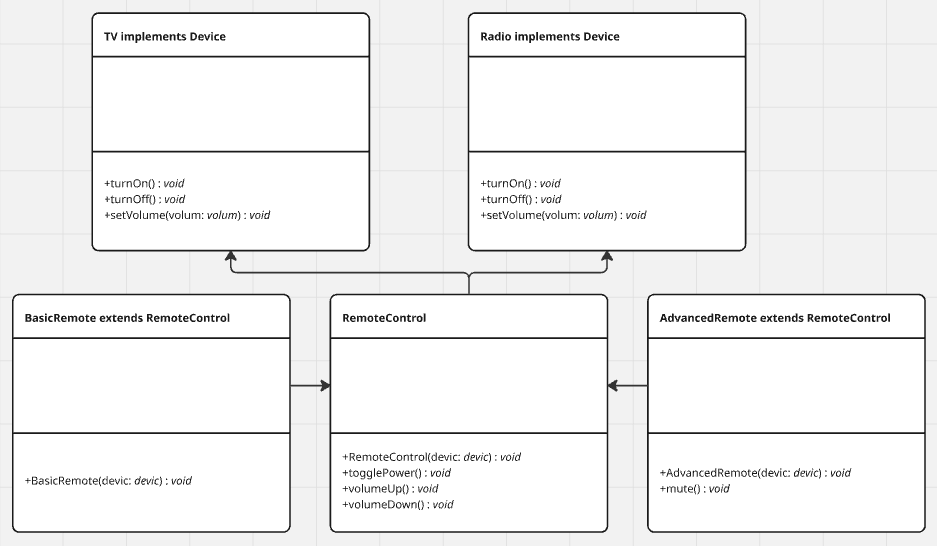 TV implements Device
+turnOn() : void
+turnOff() : void
+setVolume(volum: volum) : void
Radio implements Device
+turnOn() : void
+turnOff() : void
+setVolume(volum: volum) : void
BasicRemote extends RemoteControl
+BasicRemote(devic: devic) : void
RemoteControl
+RemoteControl(devic: devic) : void
+togglePower() : void
+volumeUp() : void
+volumeDown() : void
AdvancedRemote extends RemoteControl
+AdvancedRemote(devic: devic) : void
+mute() : void